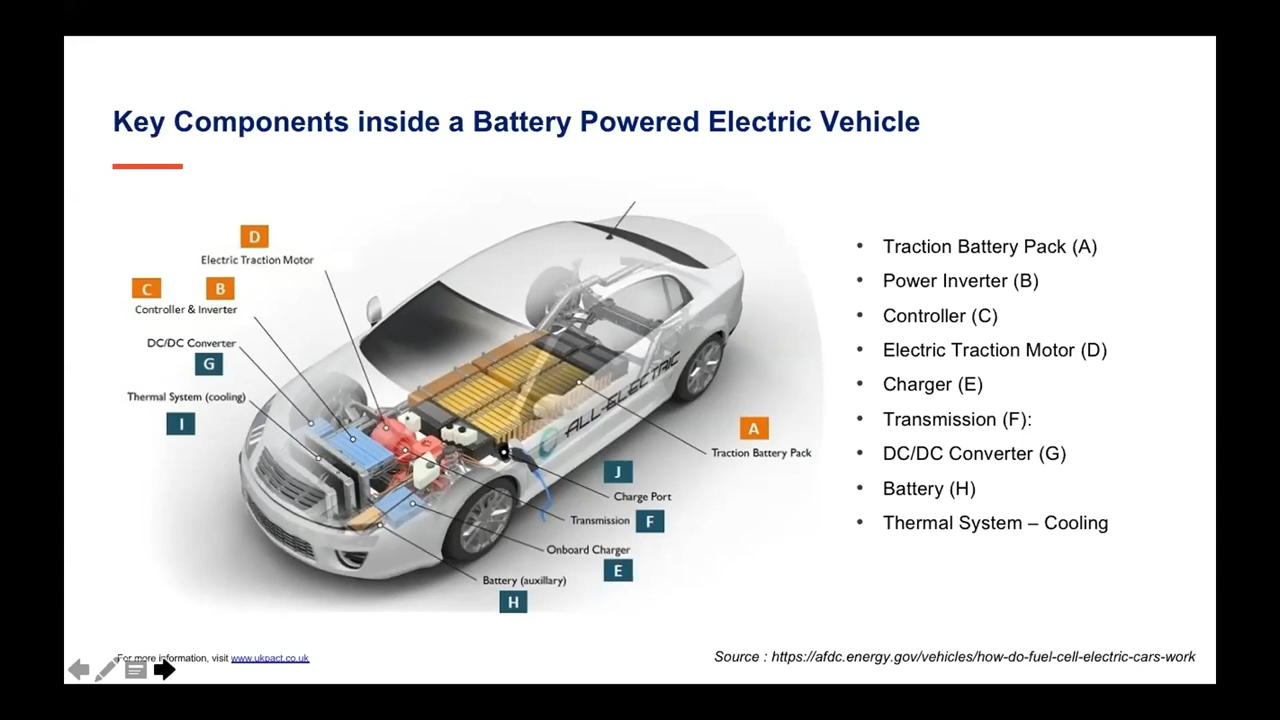 Key Components inside a Battery Powered Electric Vehicle
D
Electric Traction Motor
C B
Controller & Inverter
DC/DC Converter
G
Thermal System (cooling)
I
ALL-ELECTRIC
A
Traction Battery Pack
J
Charge Port
Transmission F
Onboard Charger
E
Battery (auxillary)
H
• Traction Battery Pack (A)
• Power Inverter (B)
• Controller (C)
• Electric Traction Motor (D)
• Charger (E)
• Transmission (F):
• DC/DC Converter (G)
• Battery (H)
• Thermal System – Cooling
For more information, visit www.ukpact.co.uk
Source : https://afdc.energy.gov/vehicles/how-do-fuel-cell-electric-cars-work